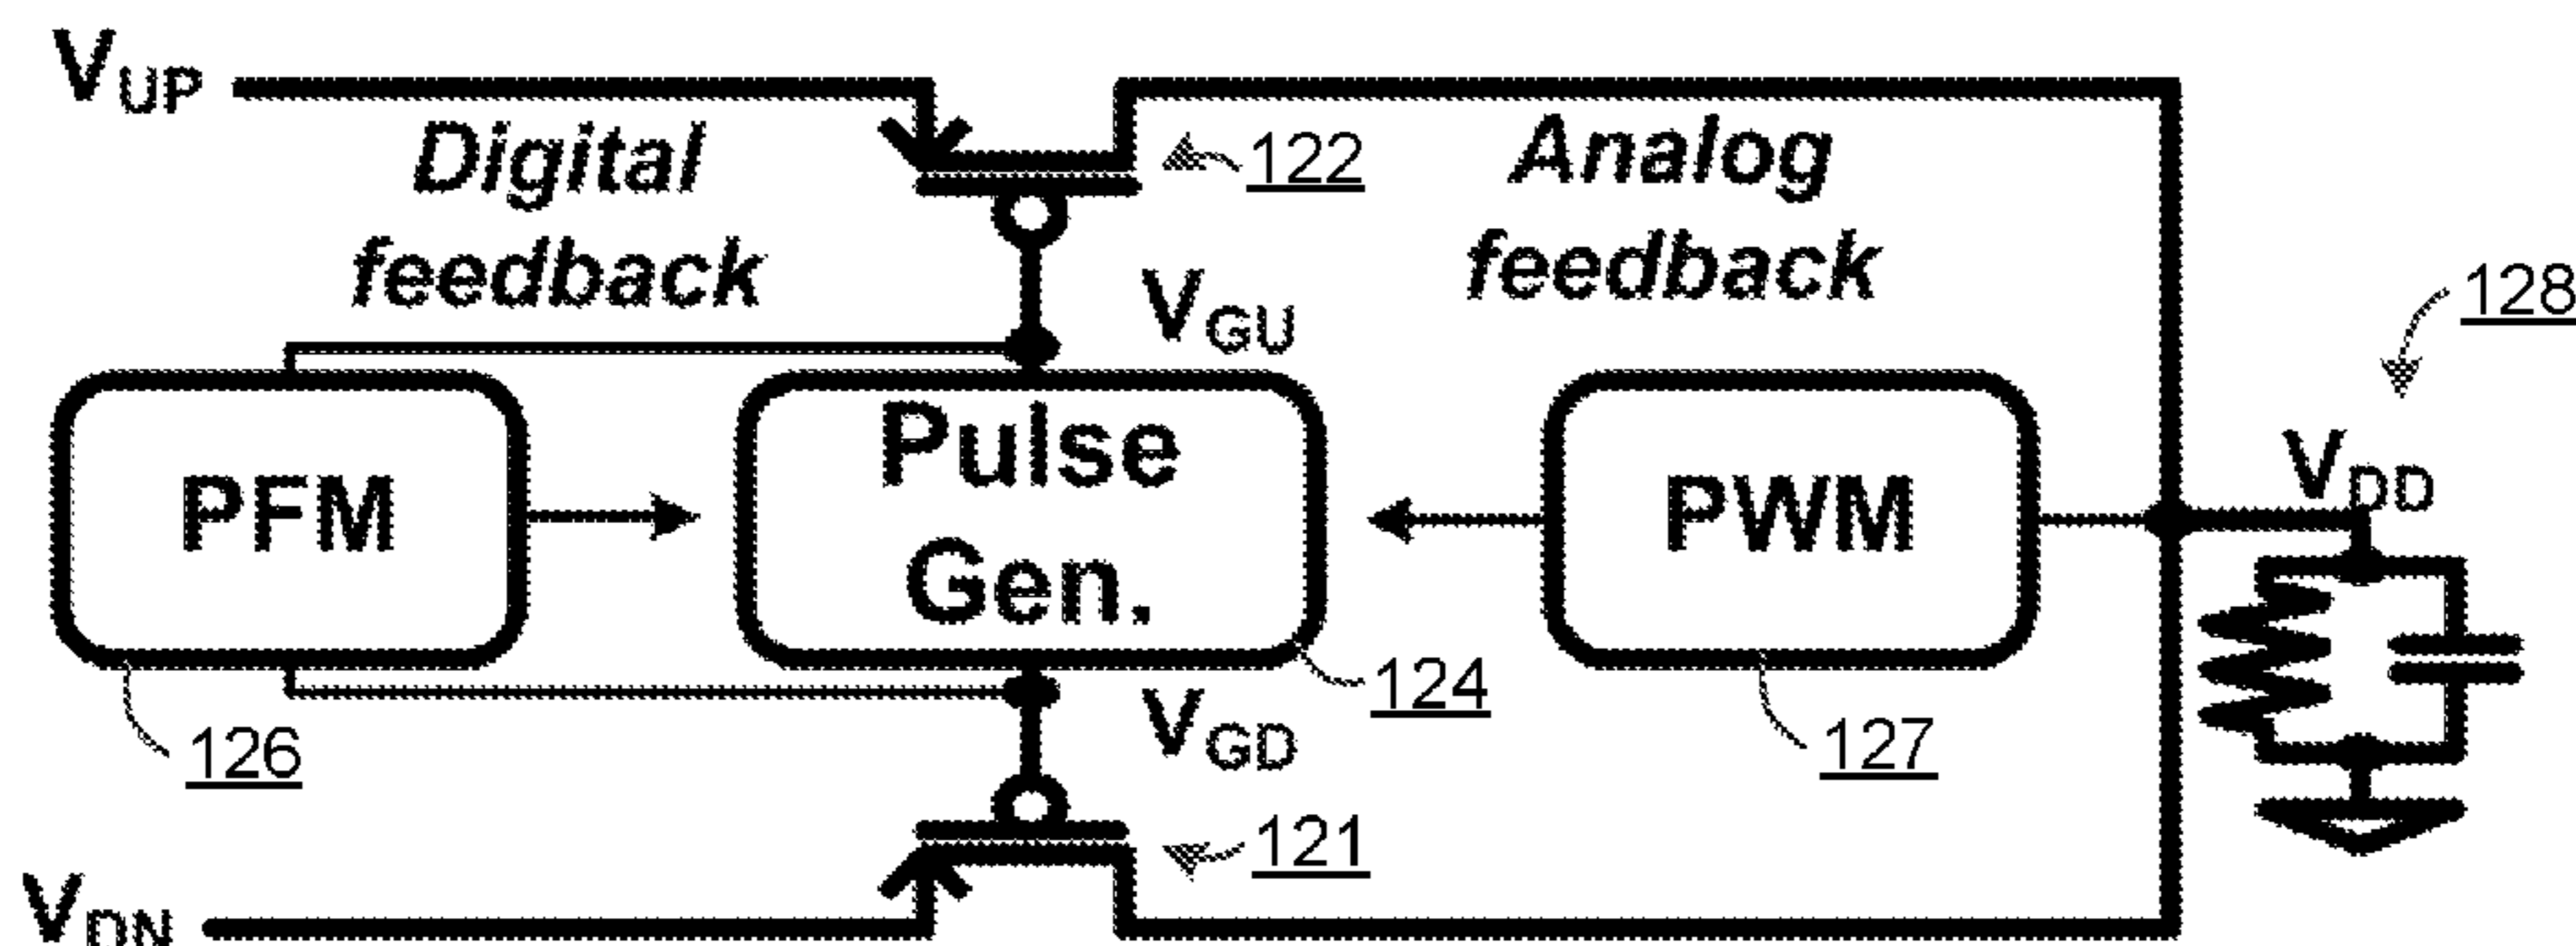 VUP
Digital
feedback
122
Analog
feedback
128
VGU
VDD
PFM
Pulse
Gen.
PWM
124
126
VGD
127
121
VDN